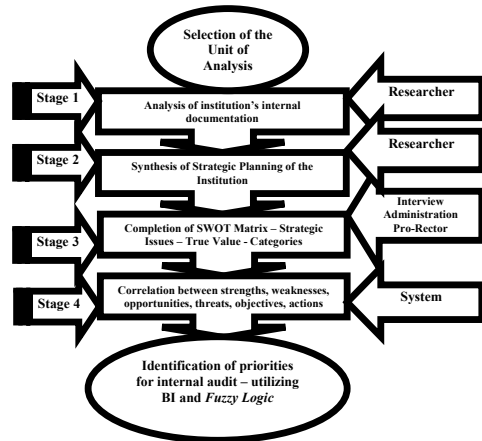 Selection of the
Unit of
Analysis
Stage 1
Analysis of institution's internal
documentation
Researcher
Stage 2
Synthesis of Strategic Planning of the
Institution
Researcher
Stage 3
Completion of SWOT Matrix – Strategic
Issues – True Value - Categories
Interview
Administration
Pro-Rector
Stage 4
Correlation between strengths, weaknesses,
opportunities, threats, objectives, actions
System
Identification of priorities
for internal audit – utilizing
BI and Fuzzy Logic